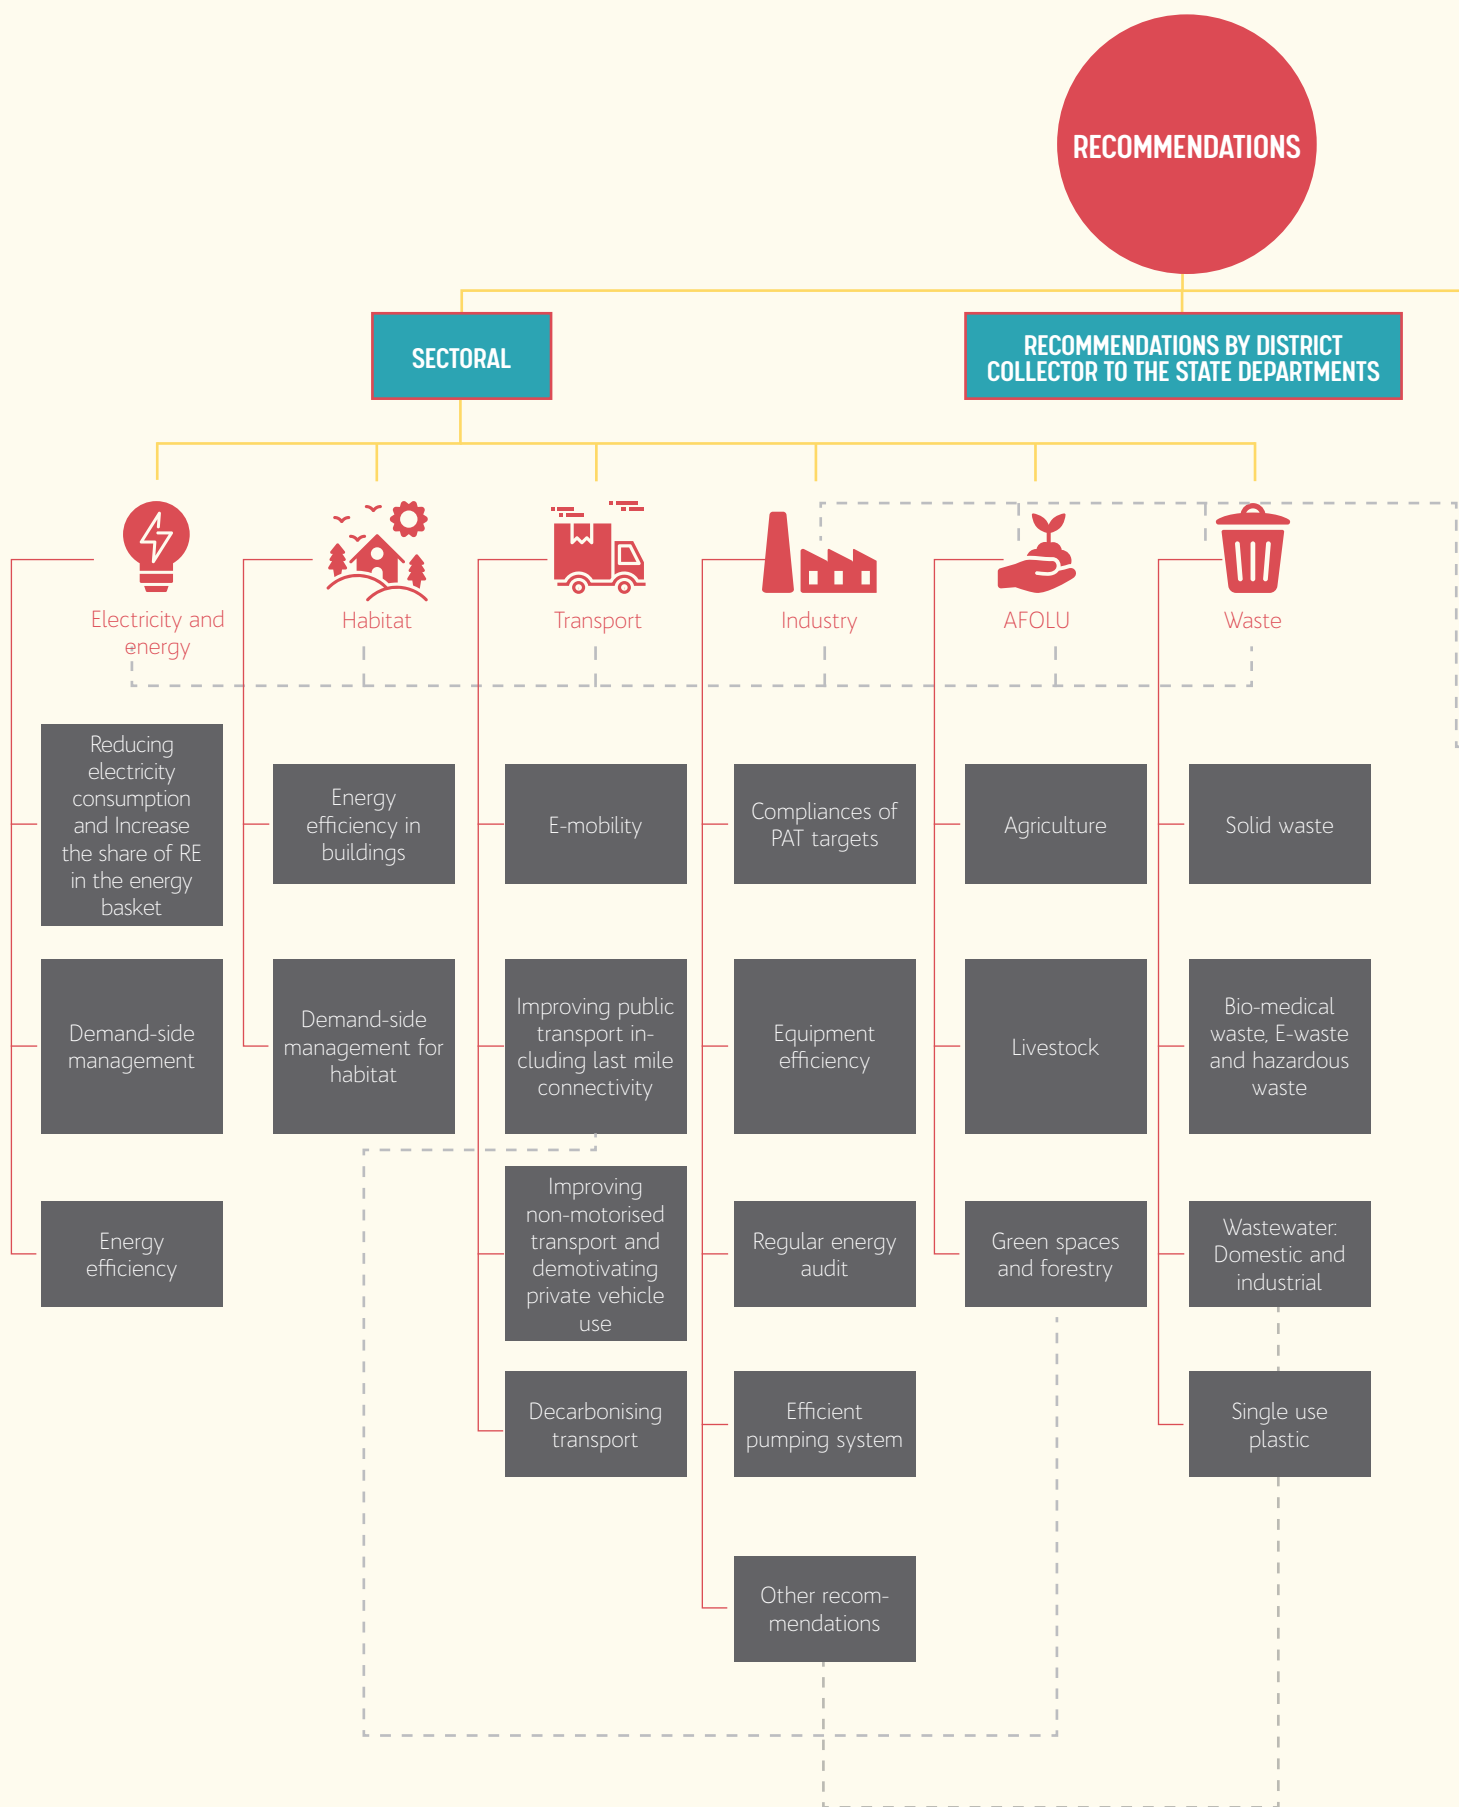 RECOMMENDATIONS
SECTORAL
RECOMMENDATIONS BY DISTRICT
COLLECTOR TO THE STATE DEPARTMENTS
Electricity and
energy
Habitat
Transport
Industry
AFOLU
Waste
Reducing
electricity
consumption
and Increase
the share of RE
in the energy
basket
Demand-side
management
Energy
efficiency
Energy
efficiency in
buildings
Demand-side
management for
habitat
E-mobility
Improving public
transport in-
cluding last mile
connectivity
Improving
non-motorised
transport and
demotivating
private vehicle
use
Decarbonising
transport
Compliances of
PAT targets
Equipment
efficiency
Regular energy
audit
Efficient
pumping system
Other recom-
mendations
Agriculture
Livestock
Green spaces
and forestry
Solid waste
Bio-medical
waste, E-waste
and hazardous
waste
Wastewater:
Domestic and
industrial
Single use
plastic